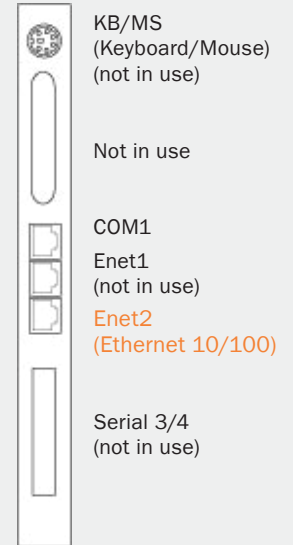 KB/MS
(Keyboard/Mouse)
(not in use)
Not in use
COM1
Enet1
(not in use)
Enet2
(Ethernet 10/100)
Serial 3/4
(not in use)